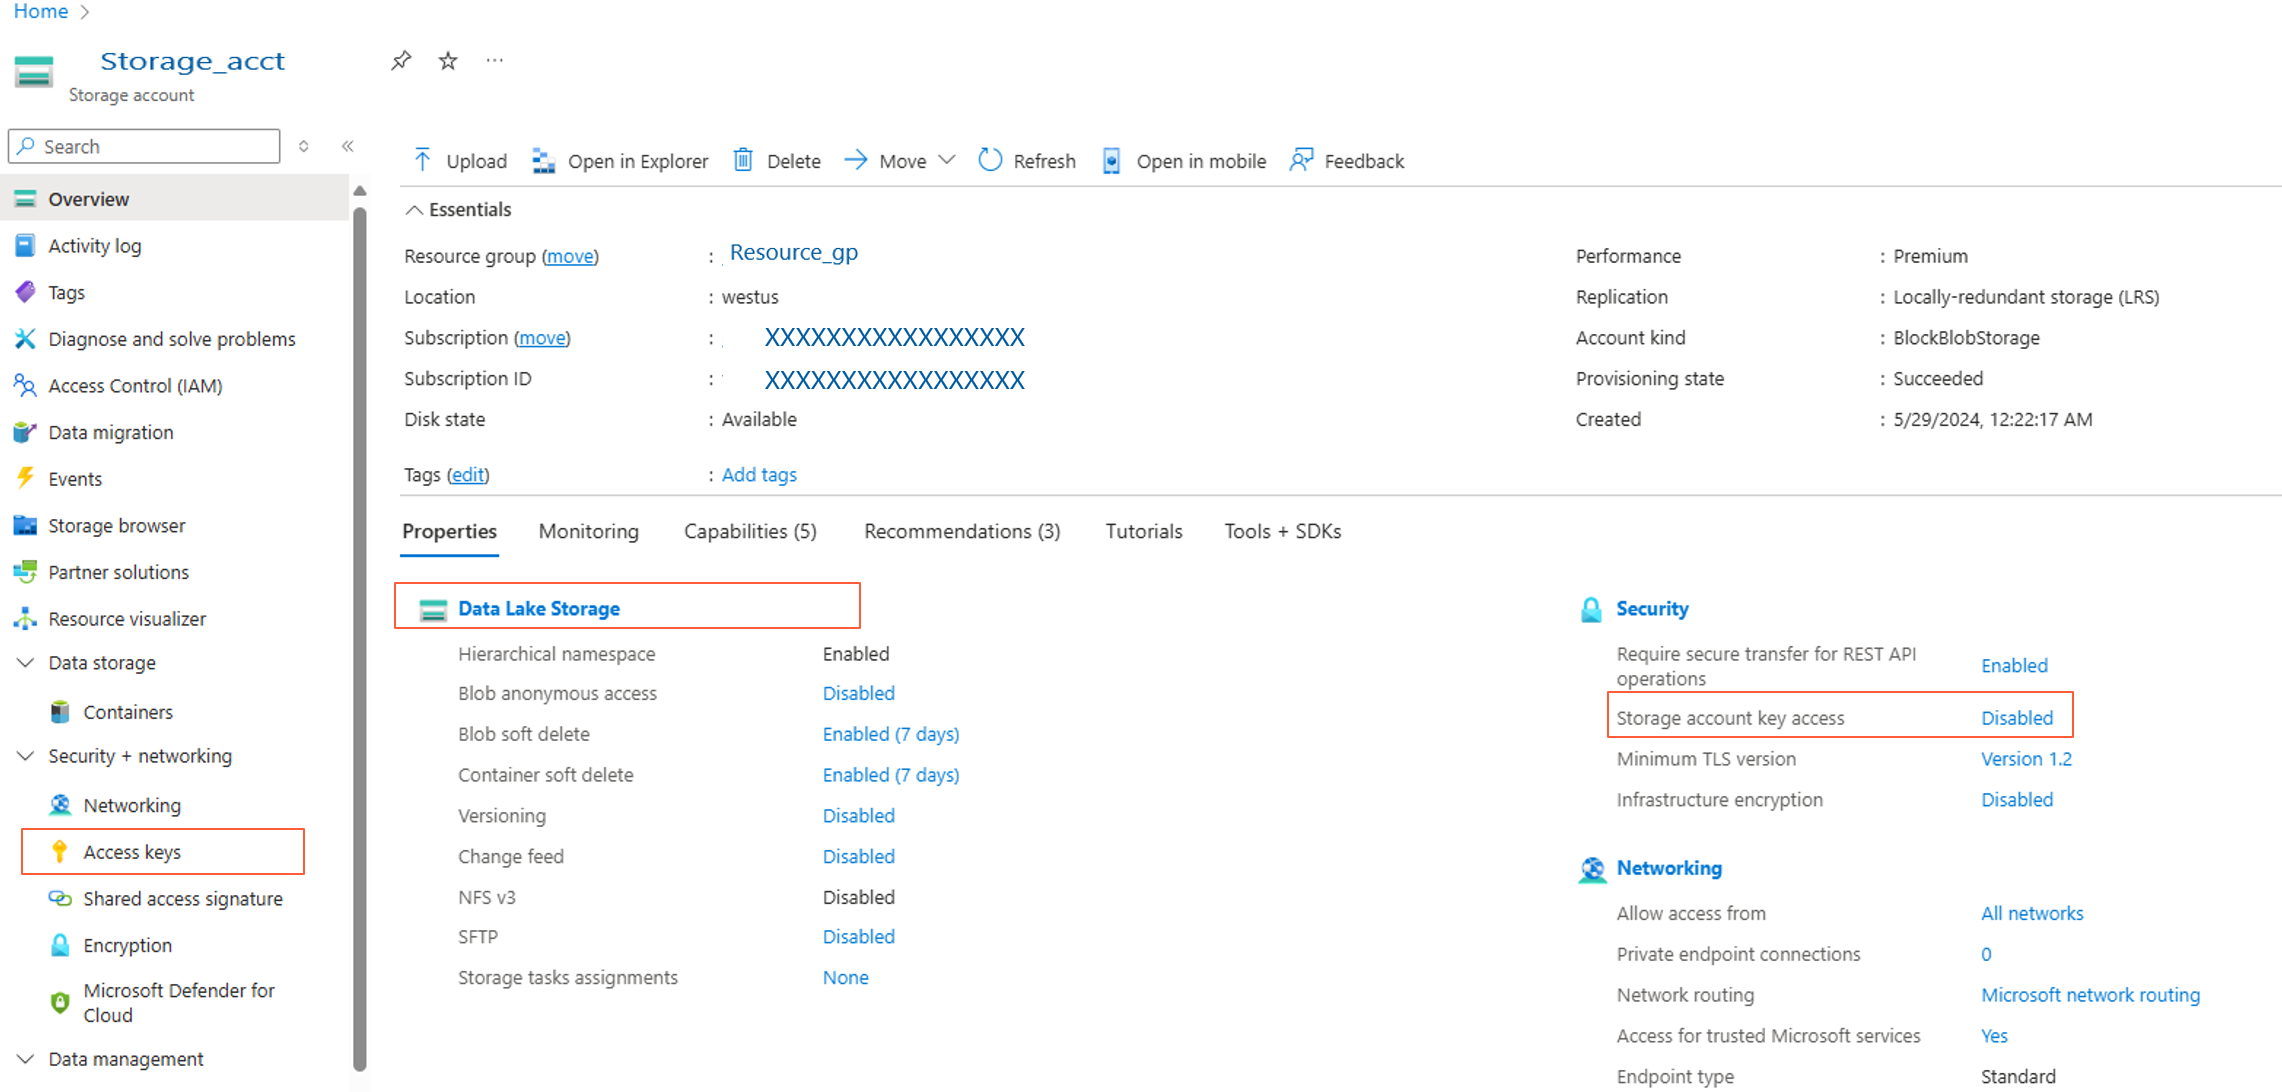 Home
Storage_acct
Storage account
Search
Overview
Activity log
Tags
Diagnose and solve problems
Access Control (IAM)
Data migration
Events
Storage browser
Partner solutions
Resource visualizer
Data storage
Containers
Security + networking
Networking
Access keys
Shared access signature
Encryption
Microsoft Defender for
Cloud
Data management
Upload Open in Explorer Delete Move Refresh Open in mobile Feedback
Essentials
Resource group (move) : Resource_gp
Location : westus
Subscription (move) : XXXXXXXXXXXXXXXXX
Subscription ID : XXXXXXXXXXXXXXXXX
Disk state : Available
Tags (edit) : Add tags
Performance : Premium
Replication : Locally-redundant storage (LRS)
Account kind : BlockBlobStorage
Provisioning state : Succeeded
Created : 5/29/2024, 12:22:17 AM
Properties Monitoring Capabilities (5) Recommendations (3) Tutorials Tools + SDKs
Data Lake Storage
Hierarchical namespace Enabled
Blob anonymous access Disabled
Blob soft delete Enabled (7 days)
Container soft delete Enabled (7 days)
Versioning Disabled
Change feed Disabled
NFS v3 Disabled
SFTP Disabled
Storage tasks assignments None
Security
Require secure transfer for REST API
operations Enabled
Storage account key access Disabled
Minimum TLS version Version 1.2
Infrastructure encryption Disabled
Networking
Allow access from All networks
Private endpoint connections 0
Network routing Microsoft network routing
Access for trusted Microsoft services Yes
Endpoint type Standard